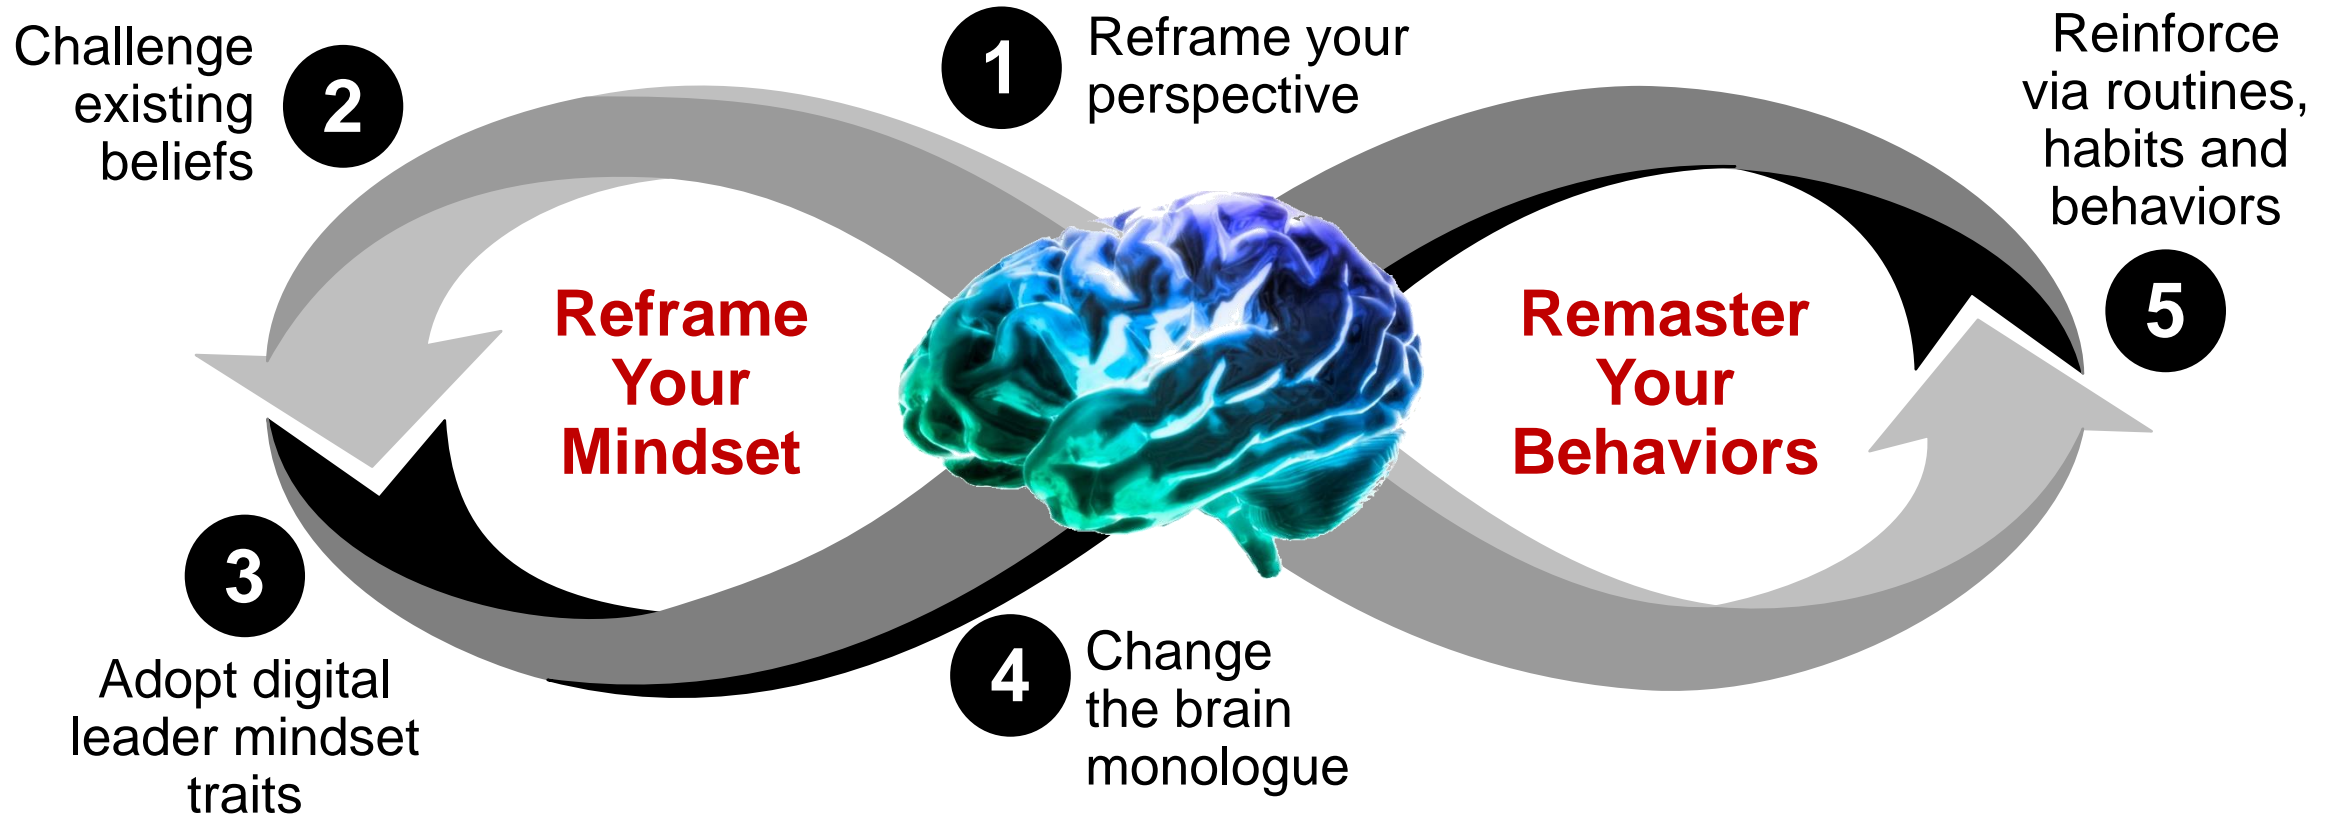 1
Reframe your
perspective
2
Challenge
existing
beliefs
3
Adopt digital
leader mindset
traits
4
Change
the brain
monologue
5
Reinforce
via routines,
habits and
behaviors
Reframe
Your
Mindset
Remaster
Your
Behaviors